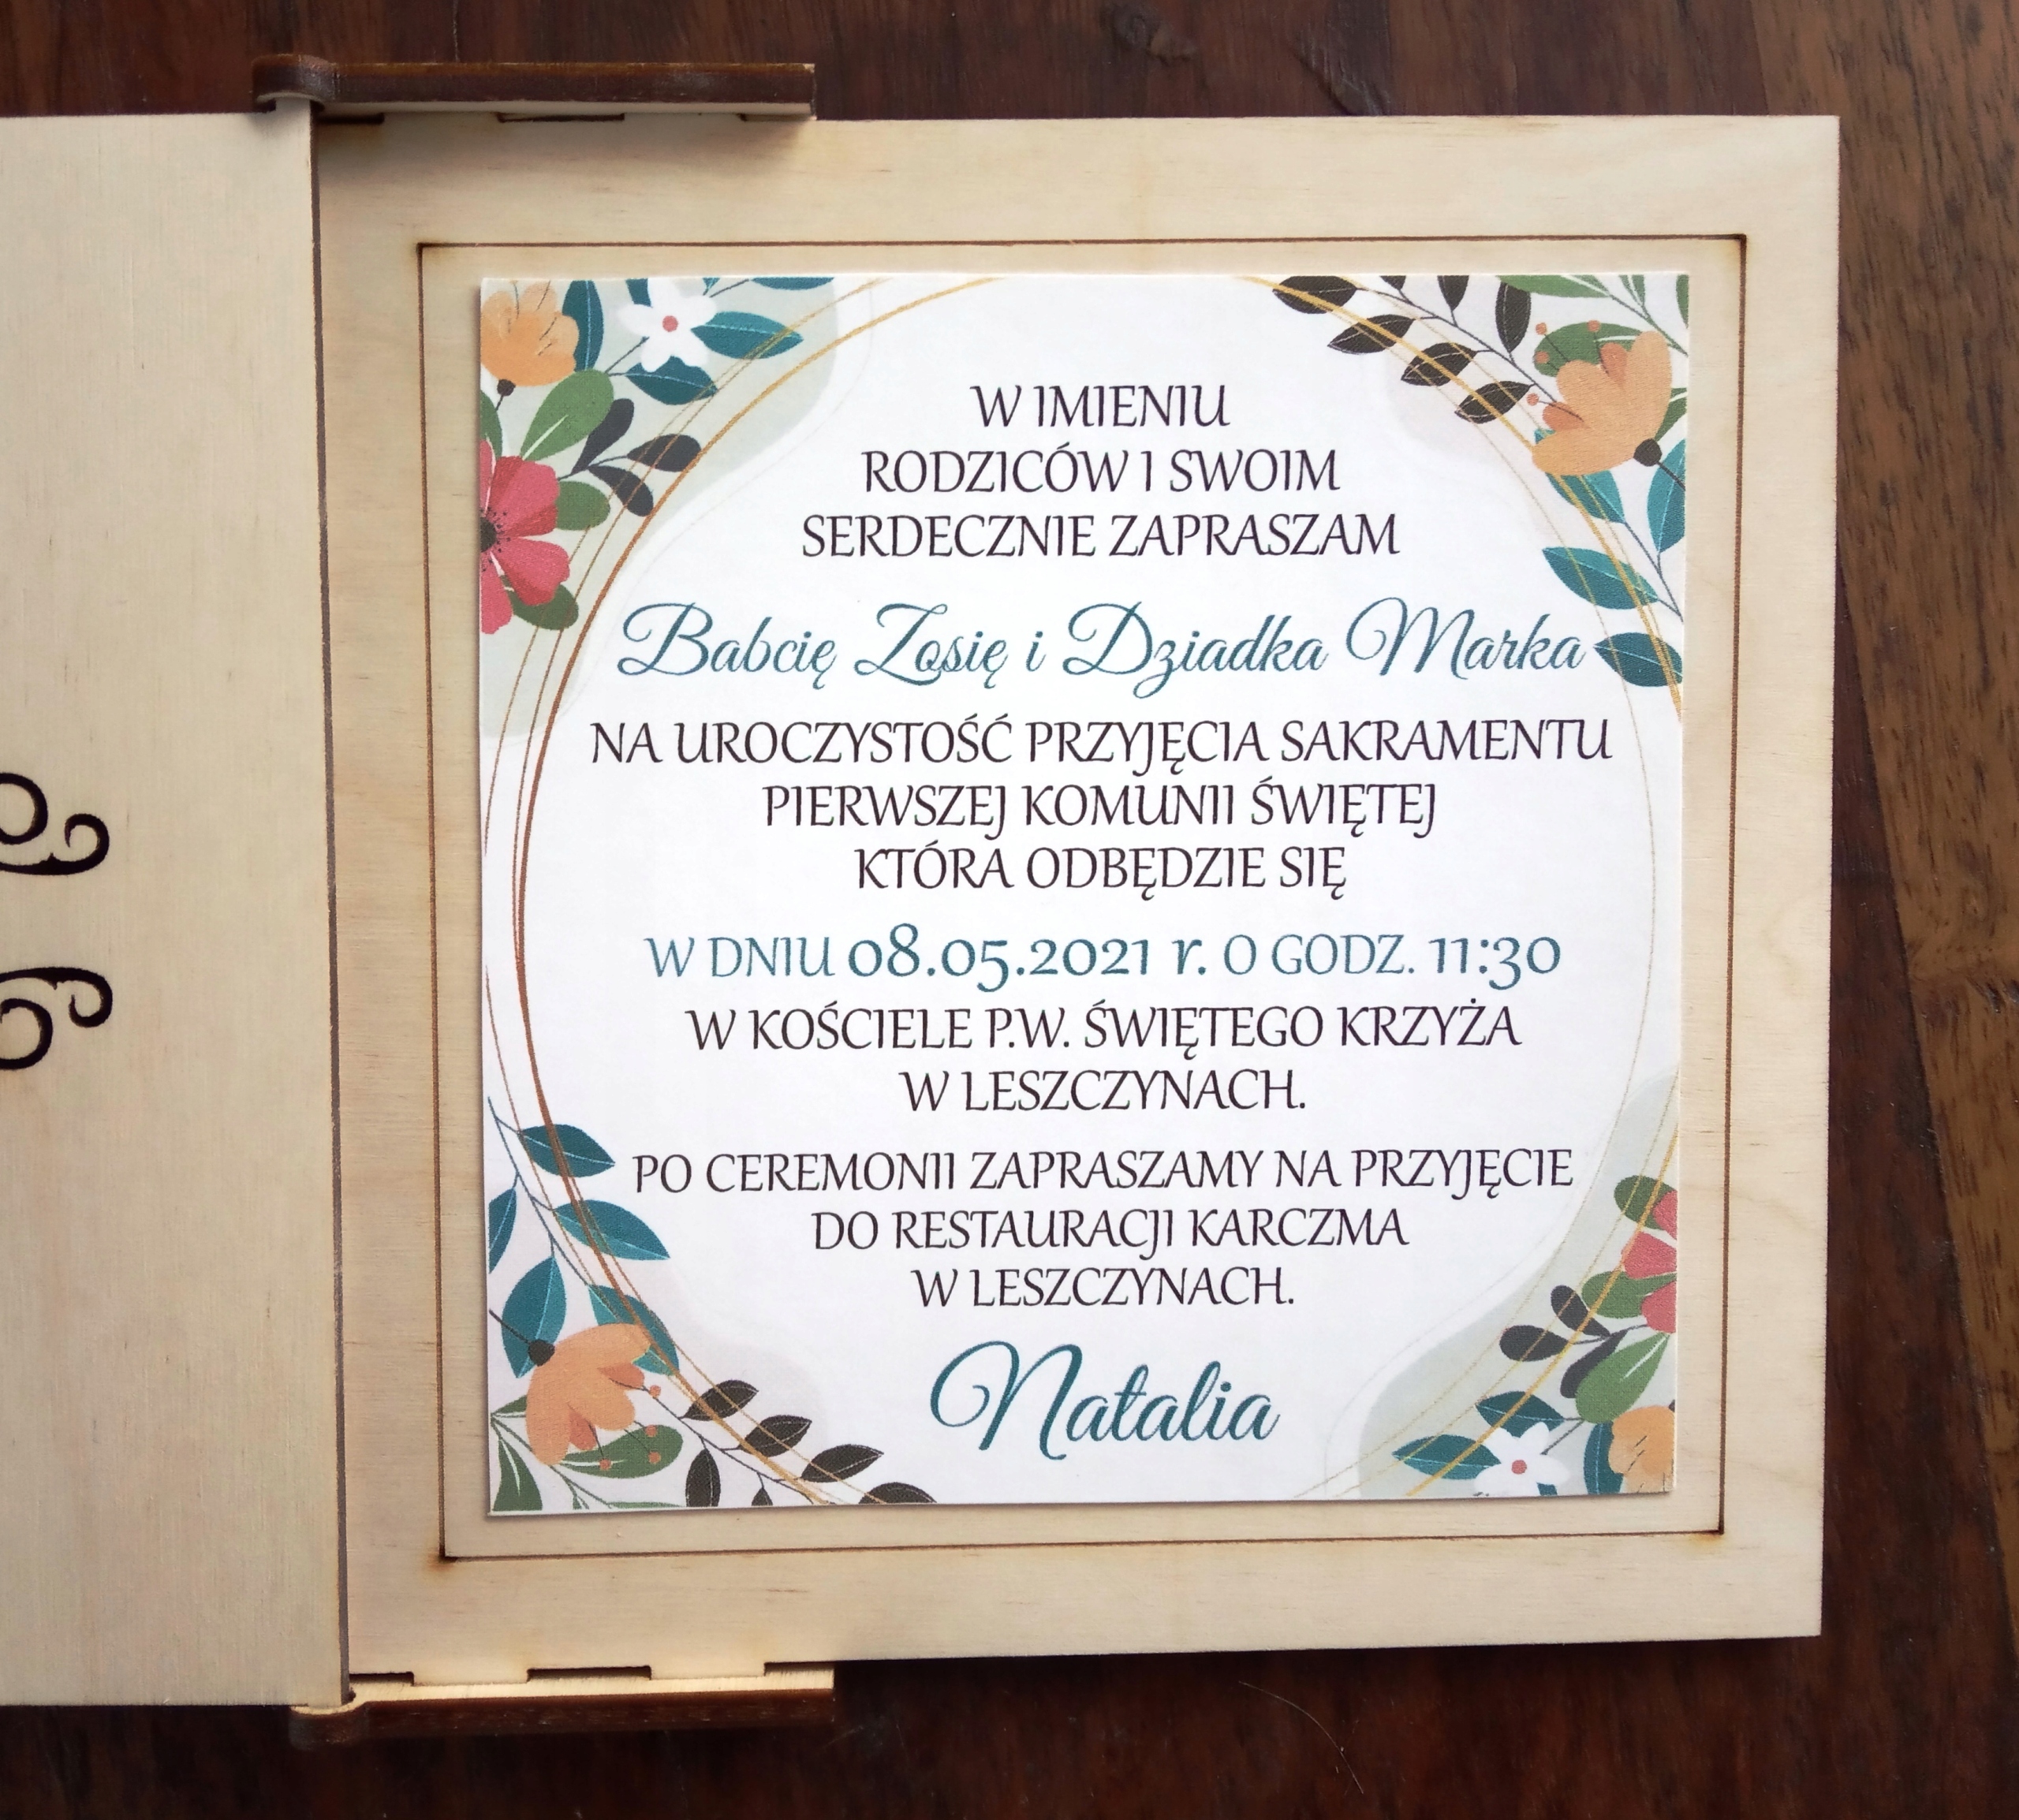 W IMIENIU
RODZICÓW I SWOIM
SERDECZNIE ZAPRASZAM
Babcię Zosię i Dziadka Marka
NA UROCZYSTOŚĆ PRZYJĘCIA SAKRAMENTU
PIERWSZEJ KOMUNII ŚWIĘTEJ
KTÓRA ODBĘDZIE SIĘ
W DNIU 08.05.2021 r. O GODZ. 11:30
W KOŚCIELE P.W. ŚWIĘTEGO KRZYŻA
W LESZCZYNACH.
PO CEREMONII ZAPRASZAMY NA PRZYJĘCIE
DO RESTAURACJI KARCZMA
W LESZCZYNACH.
Natalia